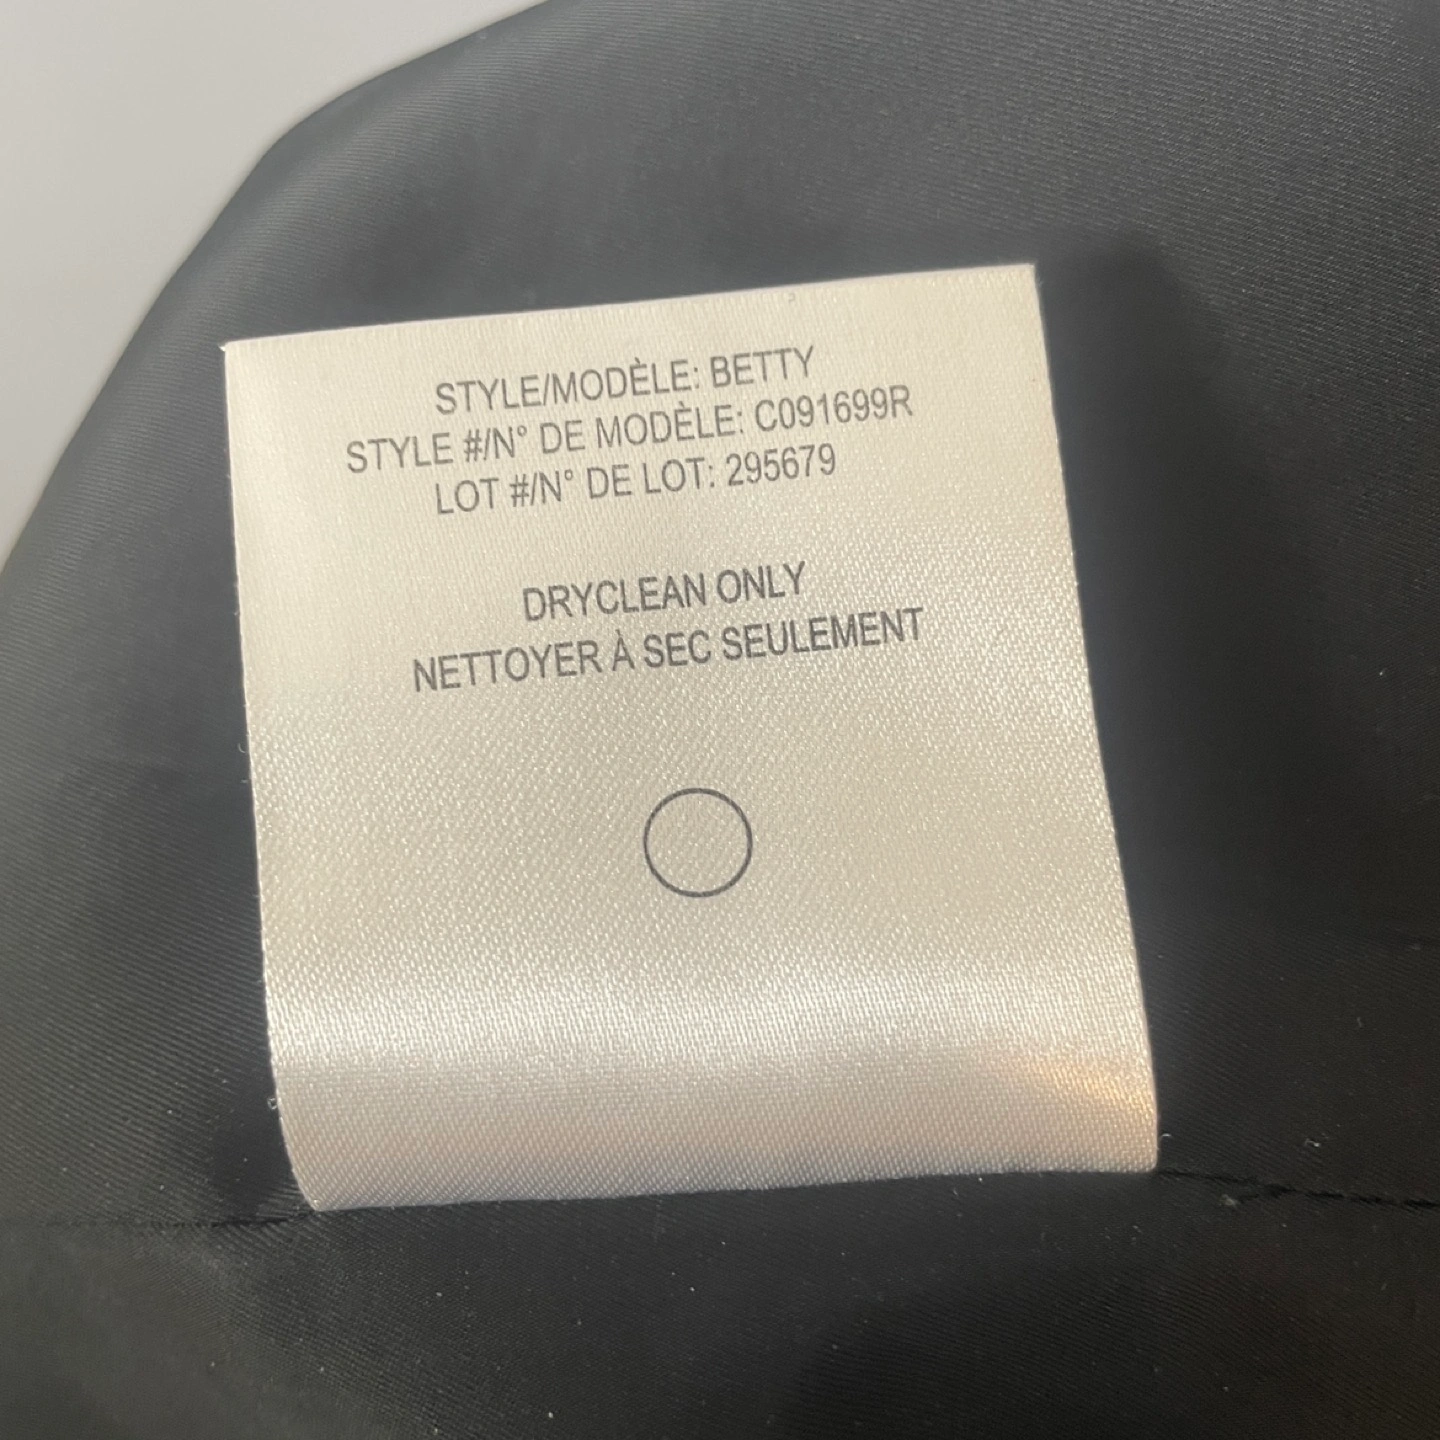 STYLE/MODÈLE: BETTY
STYLE #/N° DE MODÈLE: C091699R
LOT #/N° DE LOT: 295679
DRYCLEAN ONLY
NETTOYER À SEC SEULEMENT